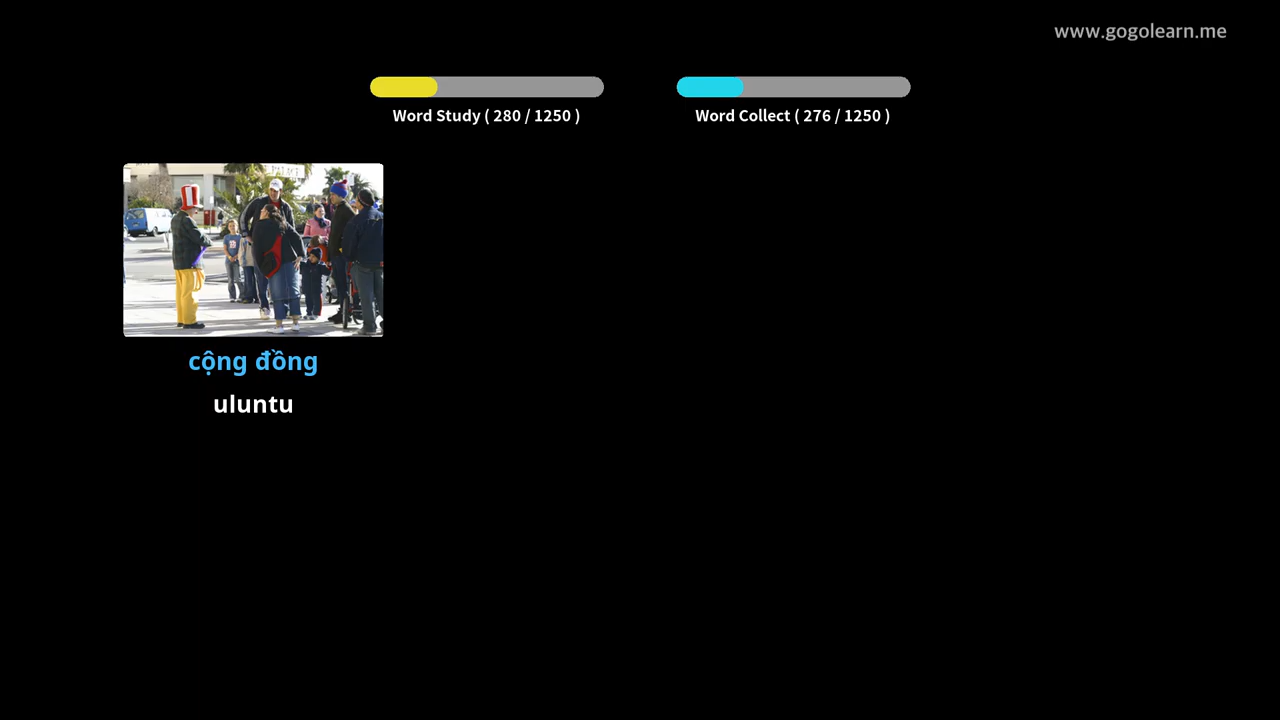 www.gogolearn.me
Word Study ( 280 / 1250 )
Word Collect ( 276 / 1250 )
cộng đồng
uluntu